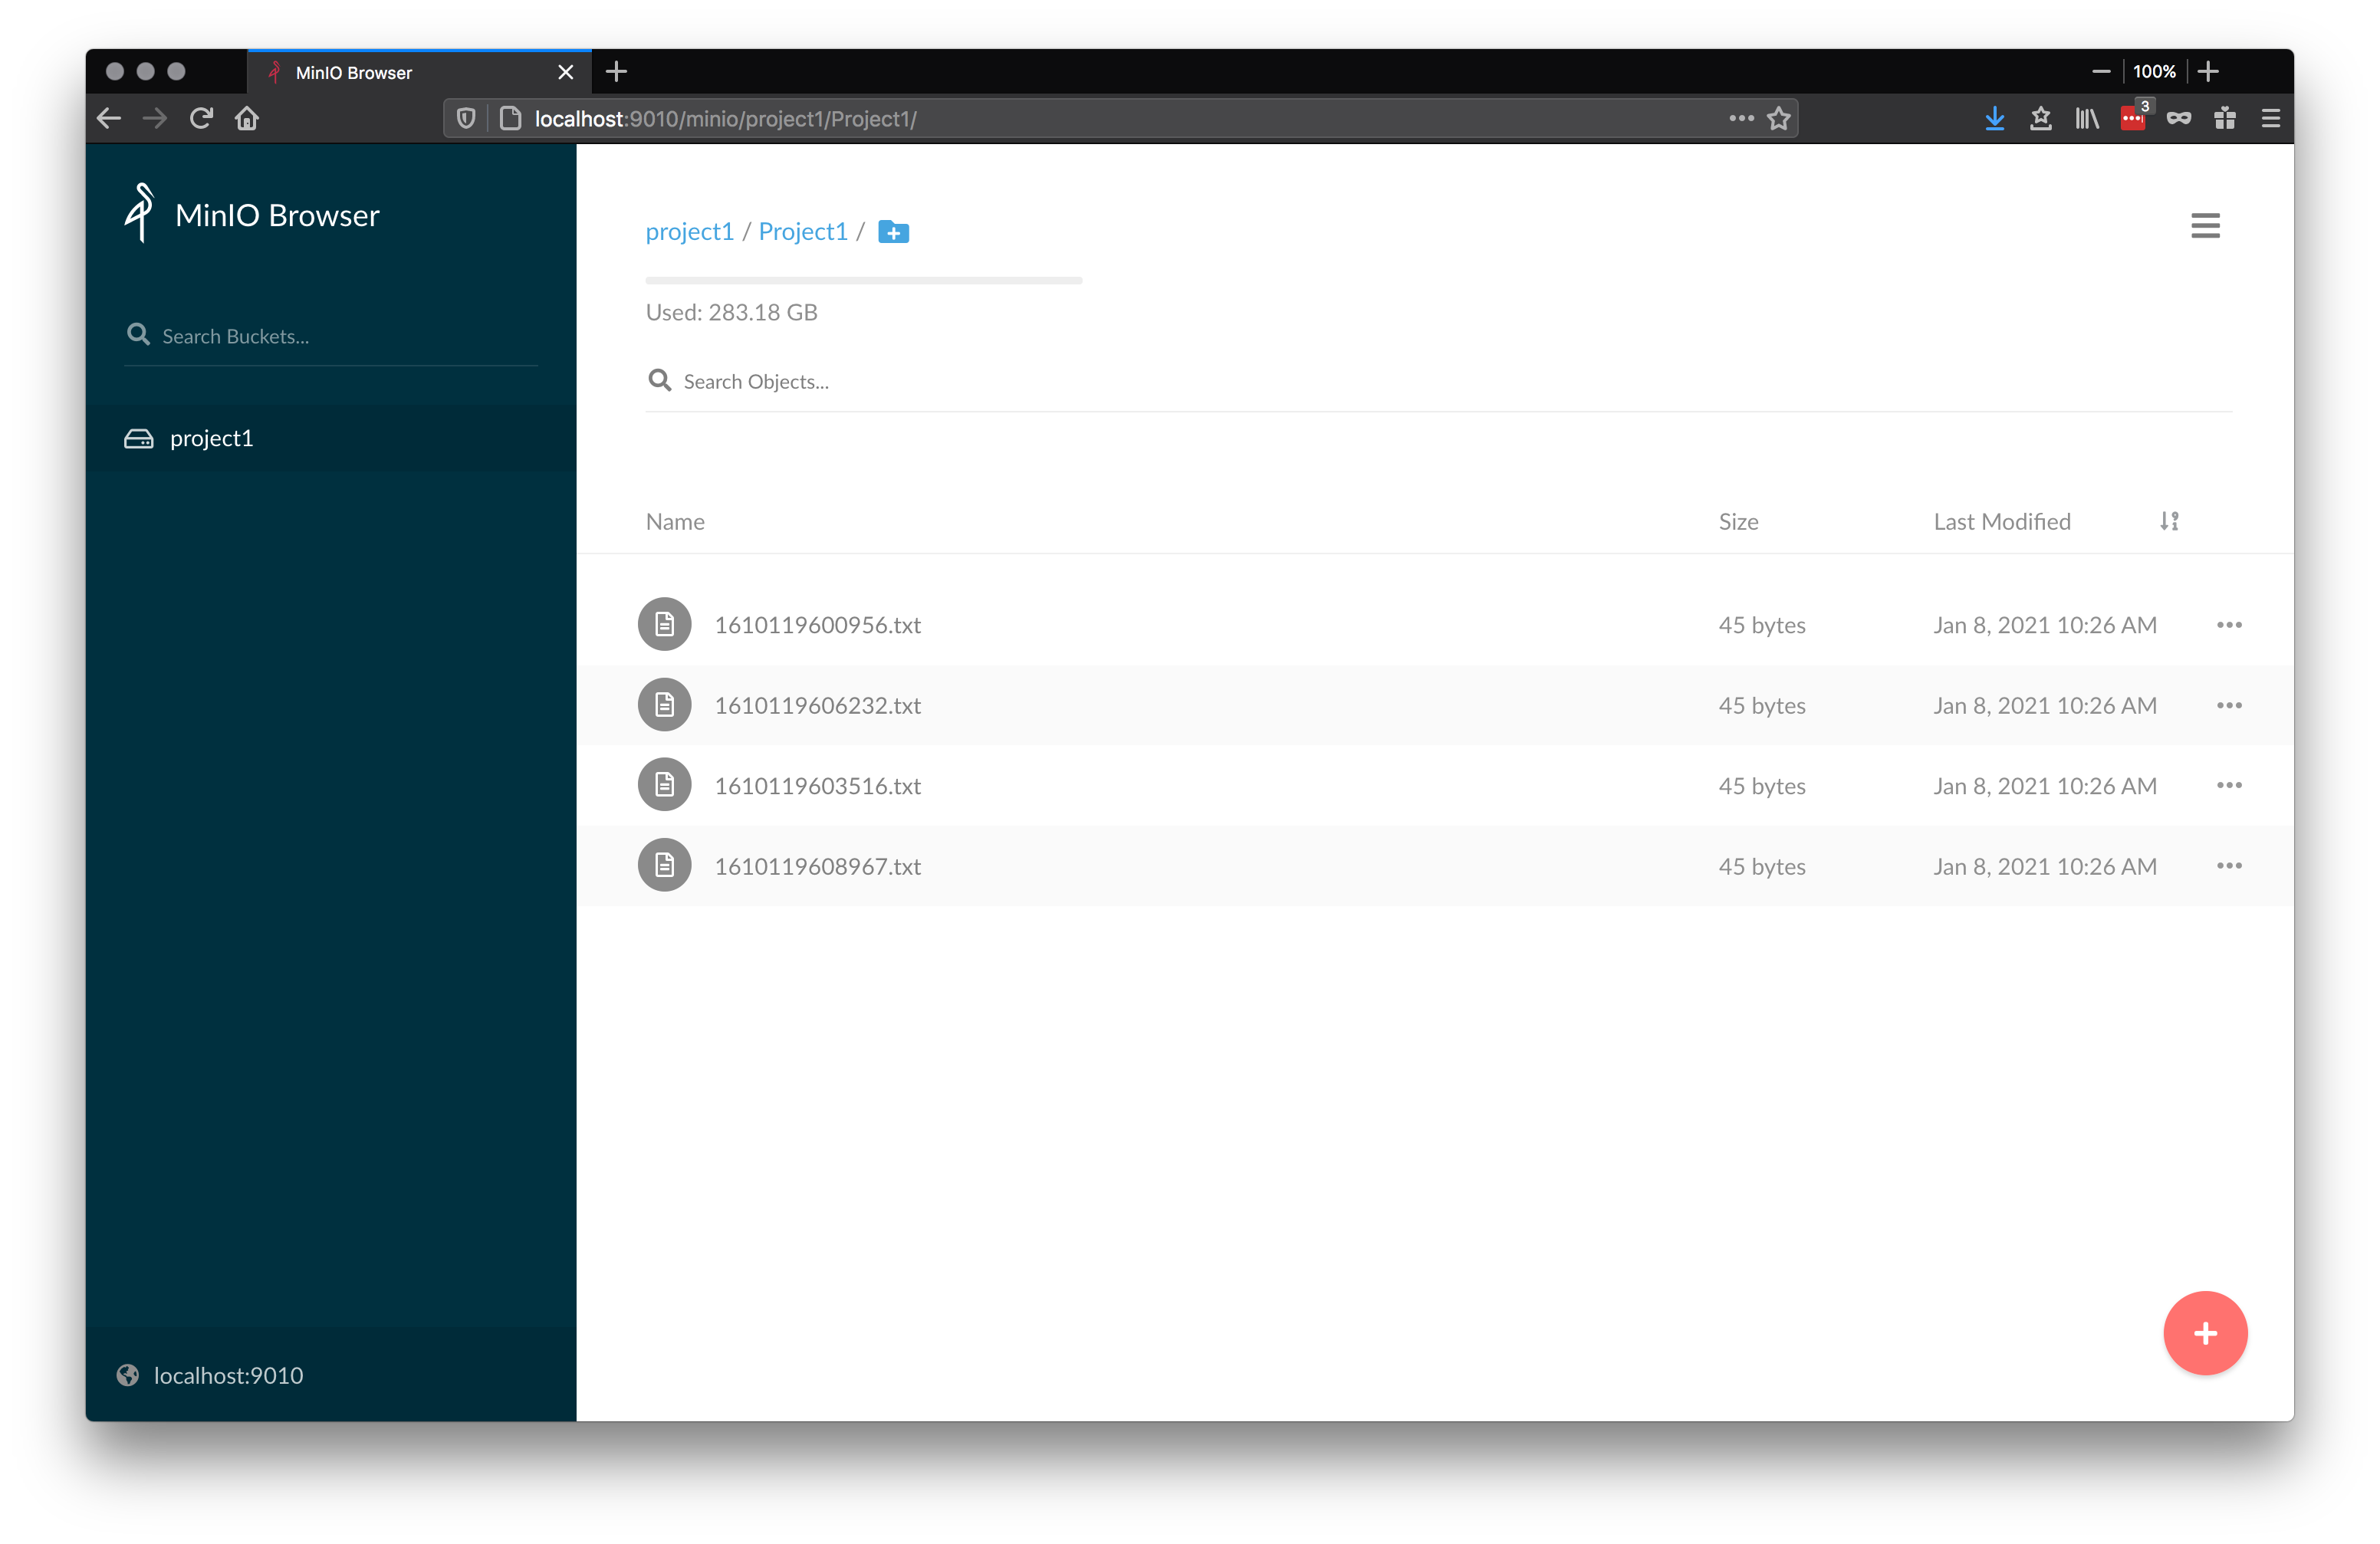 MinIO Browser
100%
localhost:9010/minio/project1/Project1/
3
MinIO Browser
Search Buckets...
project1
localhost:9010
project1 / Project1 /
Used: 283.18 GB
Search Objects...
Name Size Last Modified
1610119600956.txt 45 bytes Jan 8, 2021 10:26 AM
1610119606232.txt 45 bytes Jan 8, 2021 10:26 AM
1610119603516.txt 45 bytes Jan 8, 2021 10:26 AM
1610119608967.txt 45 bytes Jan 8, 2021 10:26 AM